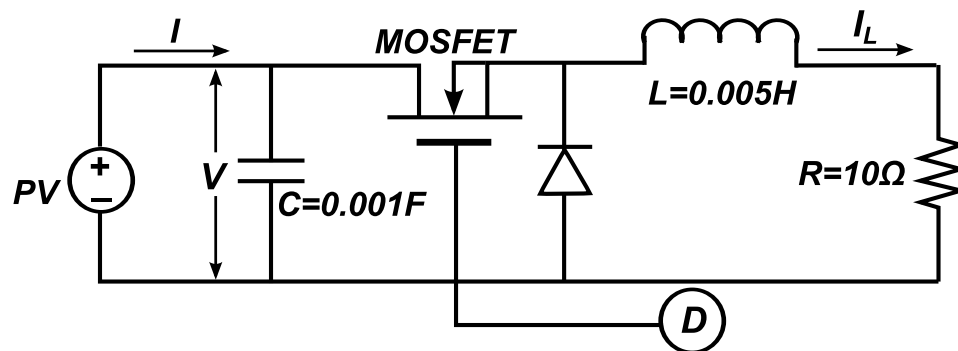 I
MOSFET
I_L
L=0.005H
+
PV
−
V
C=0.001F
R=10Ω
D